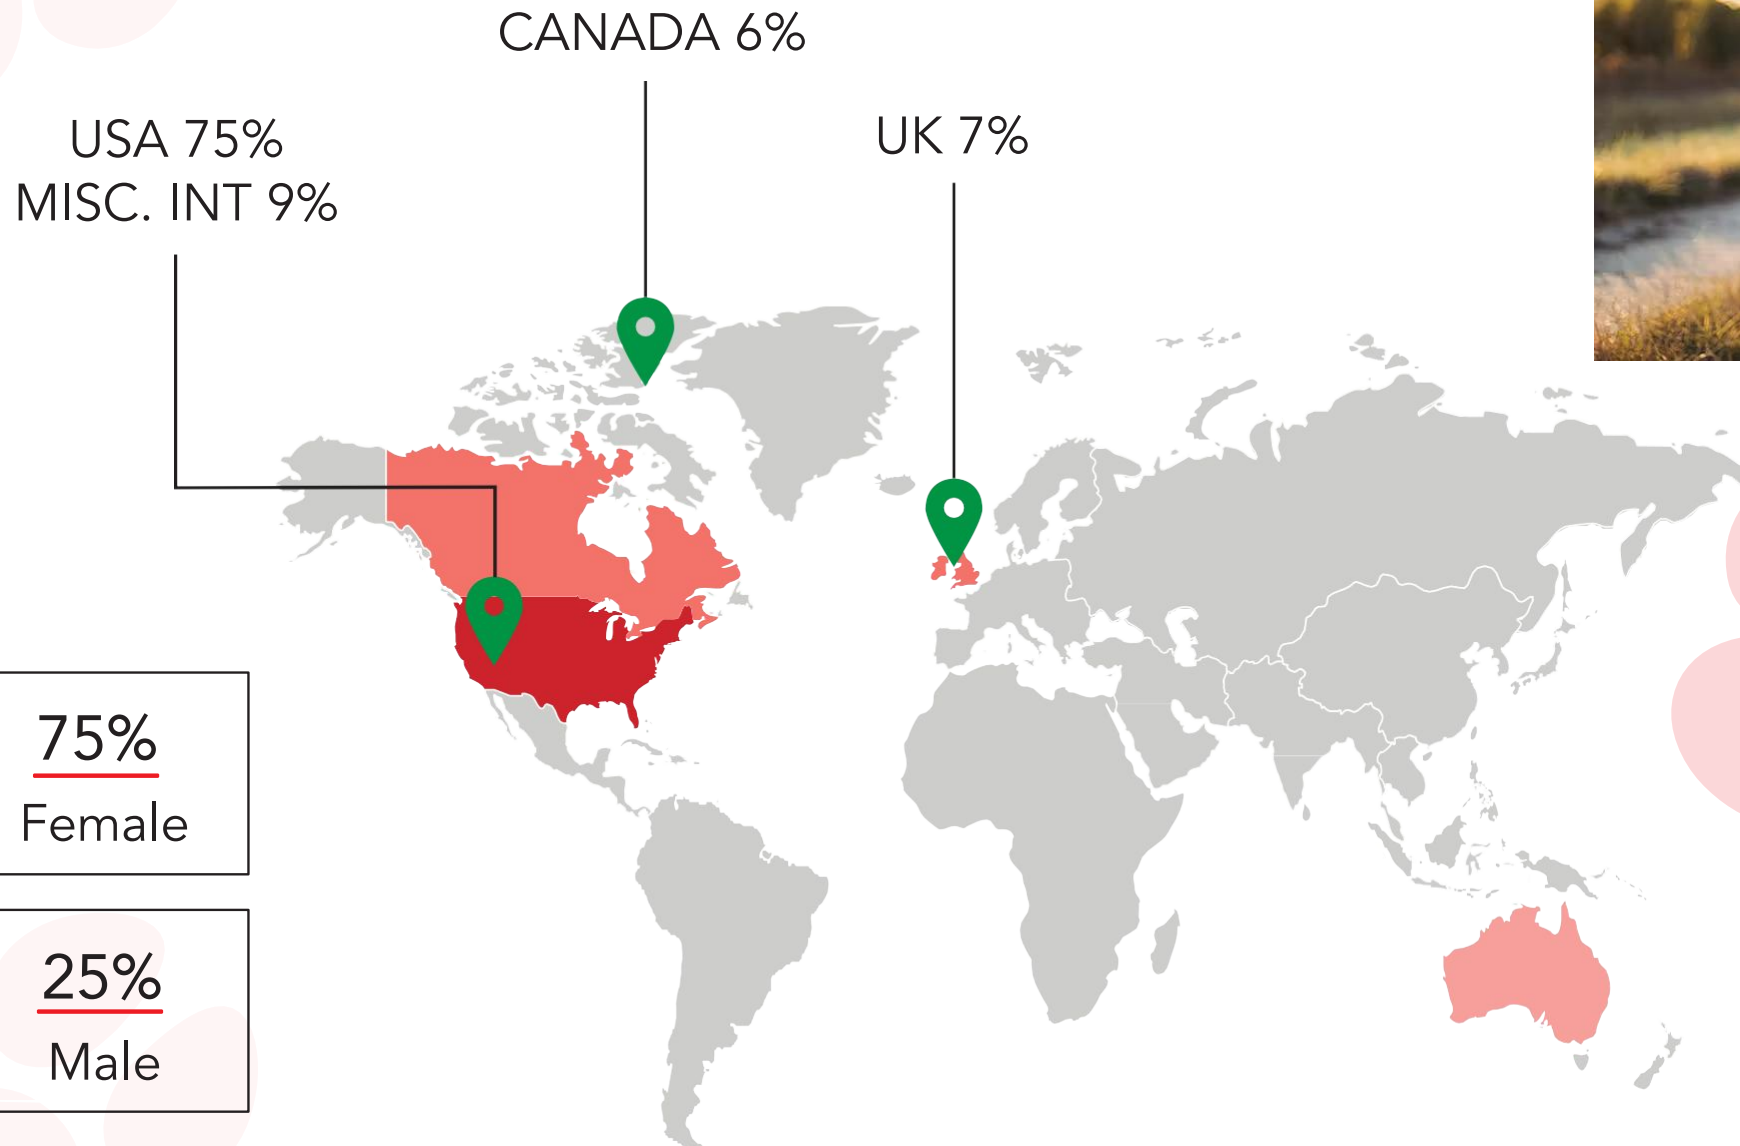 CANADA 6%
USA 75%
MISC. INT 9%
UK 7%
75%
Female
25%
Male